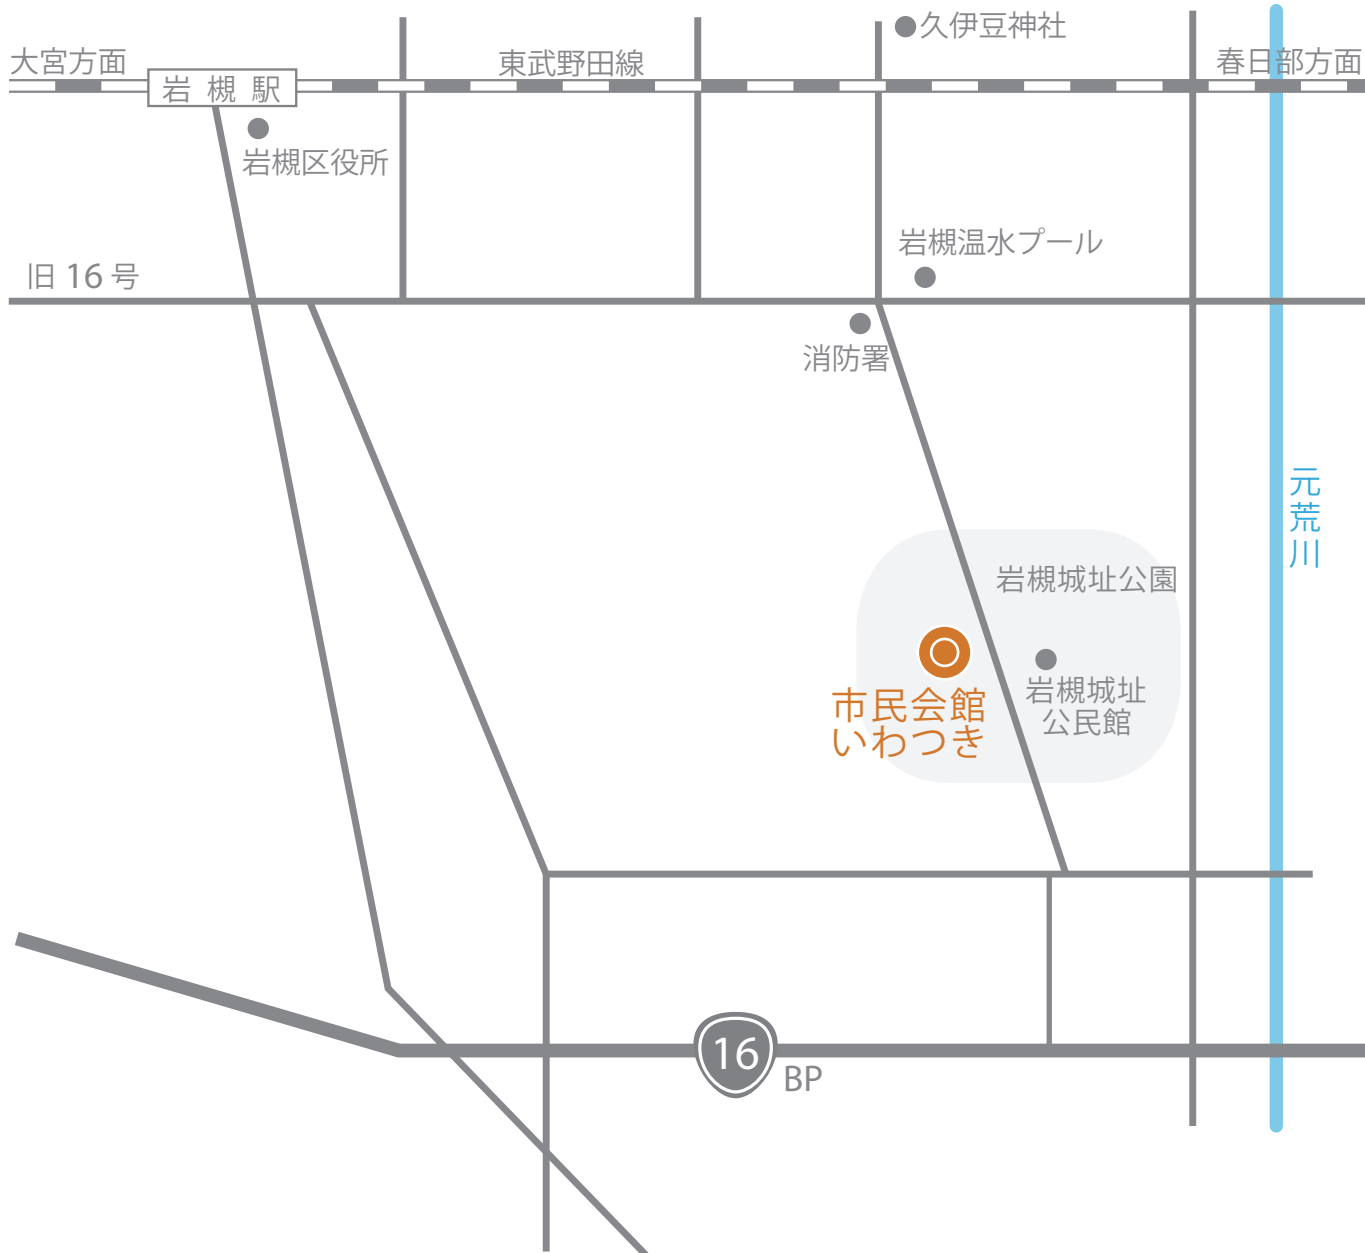 久伊豆神社
大宮方面
東武野田線
春日部方面
岩槻駅
岩槻区役所
岩槻温水プール
旧 16 号
消防署
元荒川
岩槻城址公園
市民会館
いわつき
岩槻城址
公民館
16
BP